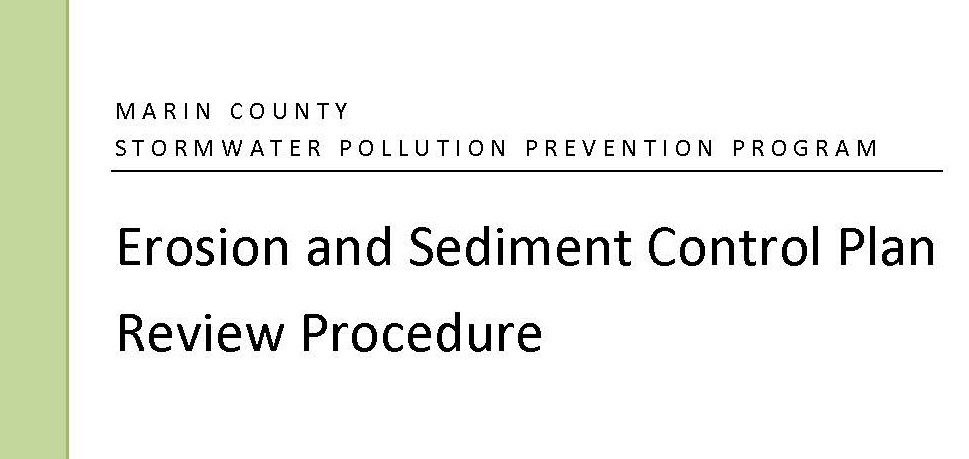 MARIN COUNTY
STORMWATER POLLUTION PREVENTION PROGRAM
Erosion and Sediment Control Plan
Review Procedure